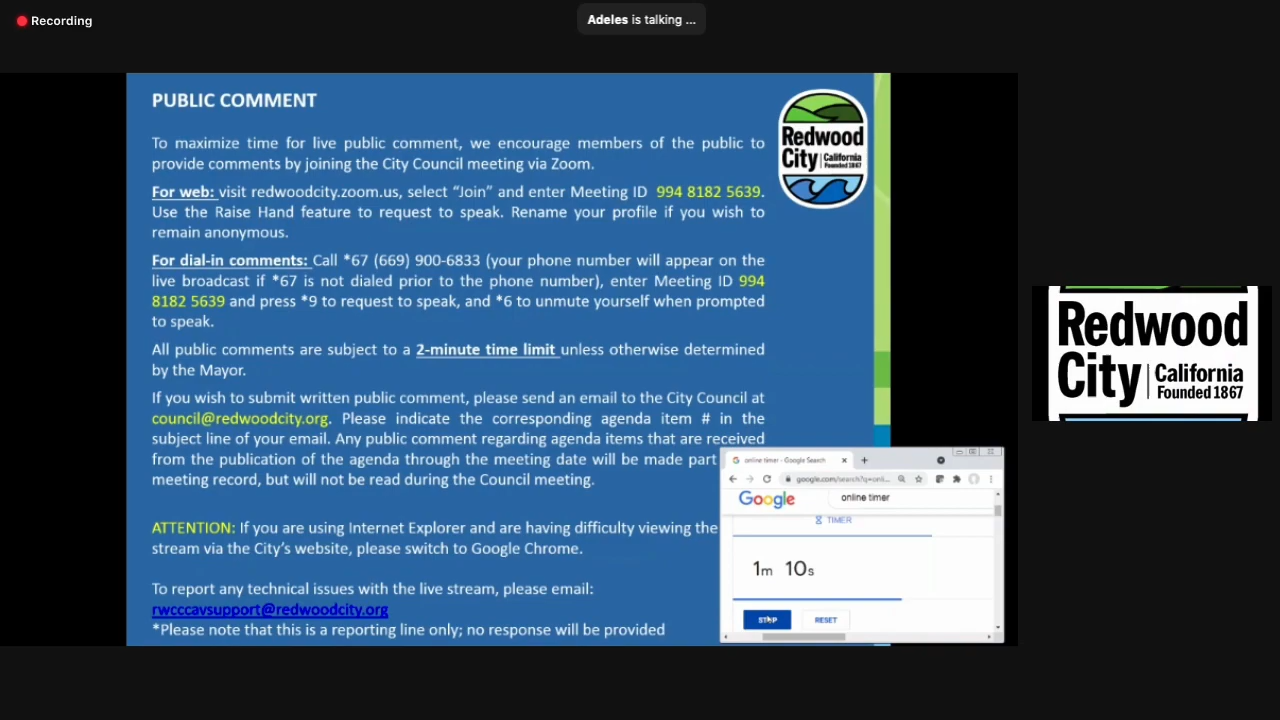 Recording
Adeles is talking ...
PUBLIC COMMENT
To maximize time for live public comment, we encourage members of the public to
provide comments by joining the City Council meeting via Zoom.
For web: visit redwoodcity.zoom.us, select “Join” and enter Meeting ID 994 8182 5639.
Use the Raise Hand feature to request to speak. Rename your profile if you wish to
remain anonymous.
For dial-in comments: Call *67 (669) 900-6833 (your phone number will appear on the
live broadcast if *67 is not dialed prior to the phone number), enter Meeting ID 994
8182 5639 and press *9 to request to speak, and *6 to unmute yourself when prompted
to speak.
All public comments are subject to a 2-minute time limit unless otherwise determined
by the Mayor.
If you wish to submit written public comment, please send an email to the City Council at
council@redwoodcity.org. Please indicate the corresponding agenda item # in the
subject line of your email. Any public comment regarding agenda items that are received
from the publication of the agenda through the meeting date will be made part
meeting record, but will not be read during the Council meeting.
ATTENTION: If you are using Internet Explorer and are having difficulty viewing the
stream via the City’s website, please switch to Google Chrome.
To report any technical issues with the live stream, please email:
rwcccavsupport@redwoodcity.org
*Please note that this is a reporting line only; no response will be provided
Redwood
City California
Founded 1867
online timer - Google Search
google.com/search?q=onli...
Google online timer
TIMER
1m 10s
STOP RESET
Redwood
City California
Founded 1867